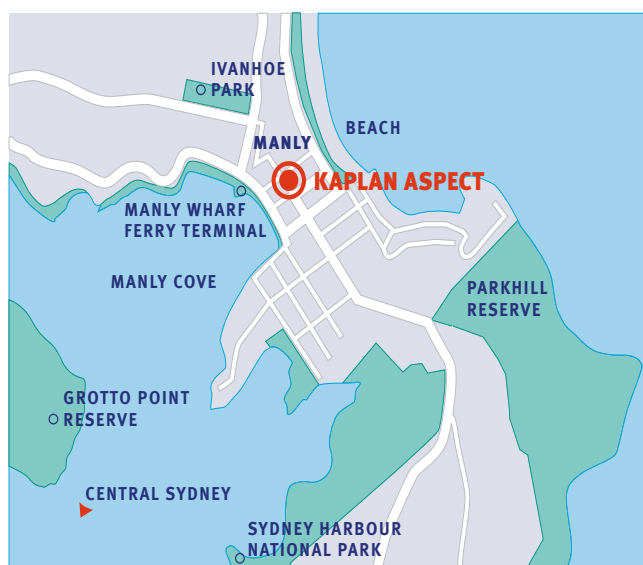 IVANHOE
PARK
BEACH
MANLY
KAPLAN ASPECT
MANLY WHARF
FERRY TERMINAL
MANLY COVE
PARKHILL
RESERVE
GROTTO POINT
RESERVE
CENTRAL SYDNEY
SYDNEY HARBOUR
NATIONAL PARK